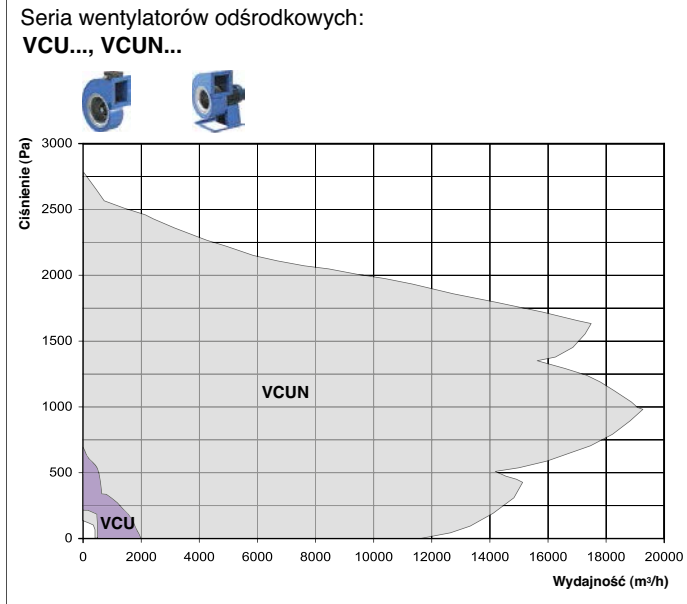 Seria wentylatorów odśrodkowych:
VCU..., VCUN...
Ciśnienie (Pa)
3000
2500
2000
1500
1000
500
0
VCUN
VCU
0 2000 4000 6000 8000 10000 12000 14000 16000 18000 20000
Wydajność (m³/h)